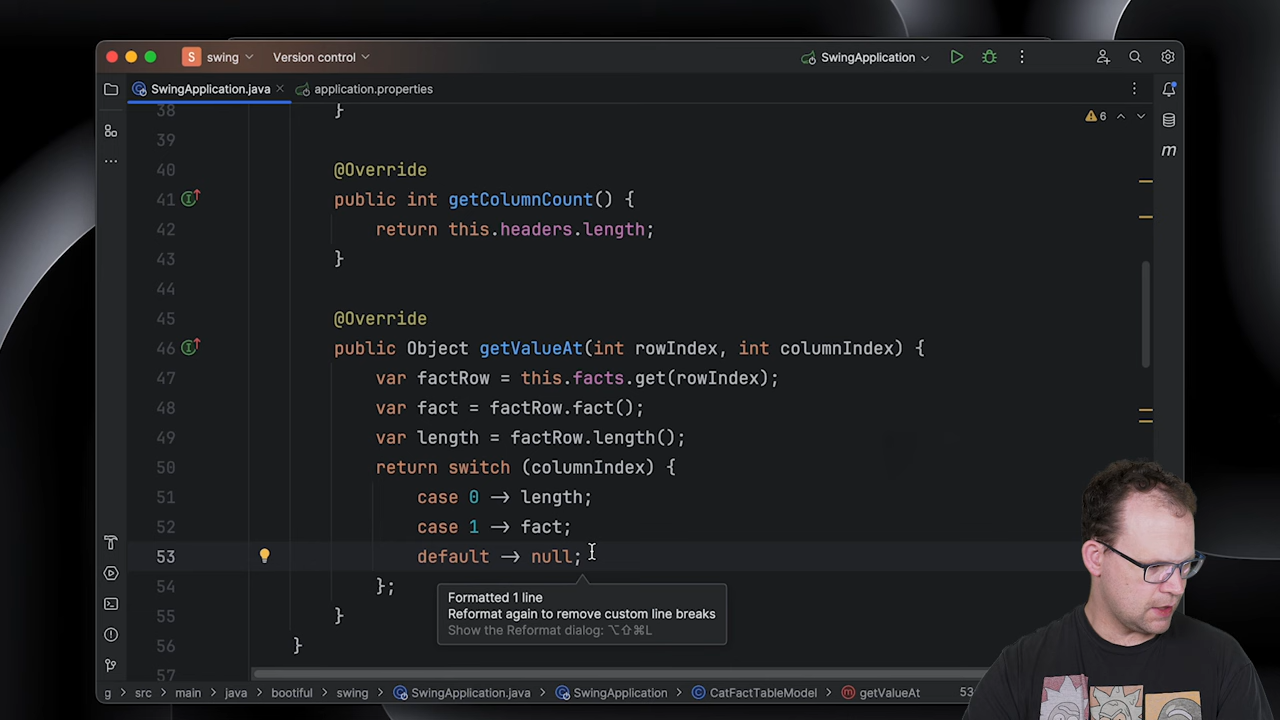 S swing Version control SwingApplication
SwingApplication.java application.properties
6
38 }
39
40 @Override
41 public int getColumnCount() {
42 return this.headers.length;
43 }
44
45 @Override
46 public Object getValueAt(int rowIndex, int columnIndex) {
47 var factRow = this.facts.get(rowIndex);
48 var fact = factRow.fact();
49 var length = factRow.length();
50 return switch (columnIndex) {
51 case 0 -> length;
52 case 1 -> fact;
53 default -> null;
54 };
Formatted 1 line
Reformat again to remove custom line breaks
Show the Reformat dialog: ⌥⇧⌘L
55 }
56 }
57
g > src > main > java > bootiful > swing > SwingApplication.java > SwingApplication > CatFactTableModel > getValueAt 53